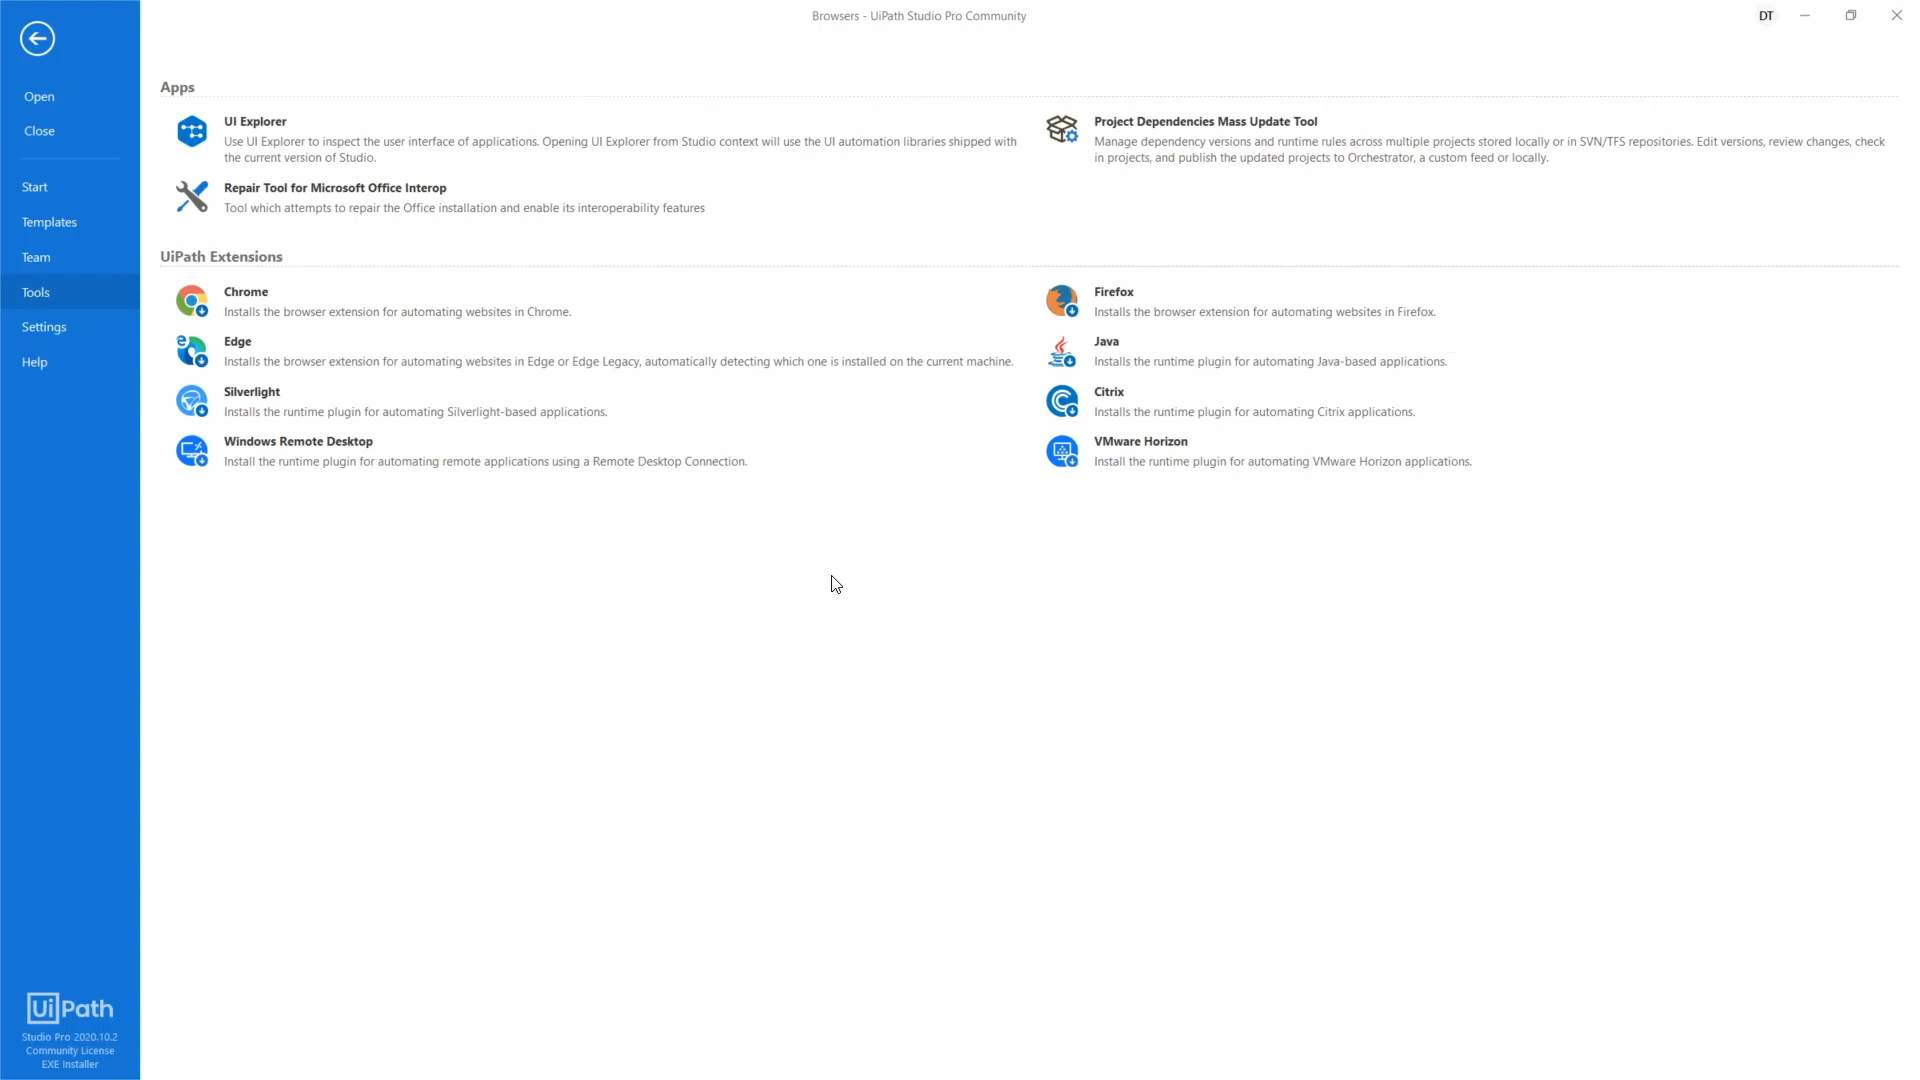 Browsers - UiPath Studio Pro Community
DT
Open
Close
Start
Templates
Team
Tools
Settings
Help
Apps
UI Explorer
Use UI Explorer to inspect the user interface of applications. Opening UI Explorer from Studio context will use the UI automation libraries shipped with
the current version of Studio.
Project Dependencies Mass Update Tool
Manage dependency versions and runtime rules across multiple projects stored locally or in SVN/TFS repositories. Edit versions, review changes, check
in projects, and publish the updated projects to Orchestrator, a custom feed or locally.
Repair Tool for Microsoft Office Interop
Tool which attempts to repair the Office installation and enable its interoperability features
UiPath Extensions
Chrome
Installs the browser extension for automating websites in Chrome.
Firefox
Installs the browser extension for automating websites in Firefox.
Edge
Installs the browser extension for automating websites in Edge or Edge Legacy, automatically detecting which one is installed on the current machine.
Java
Installs the runtime plugin for automating Java-based applications.
Silverlight
Installs the runtime plugin for automating Silverlight-based applications.
Citrix
Installs the runtime plugin for automating Citrix applications.
Windows Remote Desktop
Install the runtime plugin for automating remote applications using a Remote Desktop Connection.
VMware Horizon
Install the runtime plugin for automating VMware Horizon applications.
UiPath
Studio Pro 2020.10.2
Community License
EXE Installer